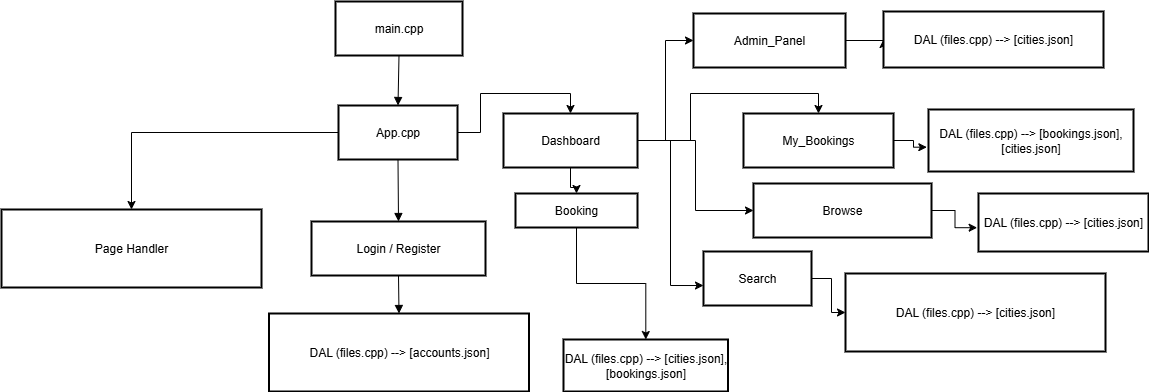 main.cpp
Admin_Panel
DAL (files.cpp) --> [cities.json]
App.cpp
Dashboard
My_Bookings
DAL (files.cpp) --> [bookings.json],
[cities.json]
Booking
Browse
DAL (files.cpp) --> [cities.json]
Page Handler
Login / Register
Search
DAL (files.cpp) --> [cities.json]
DAL (files.cpp) --> [accounts.json]
DAL (files.cpp) --> [cities.json],
[bookings.json]